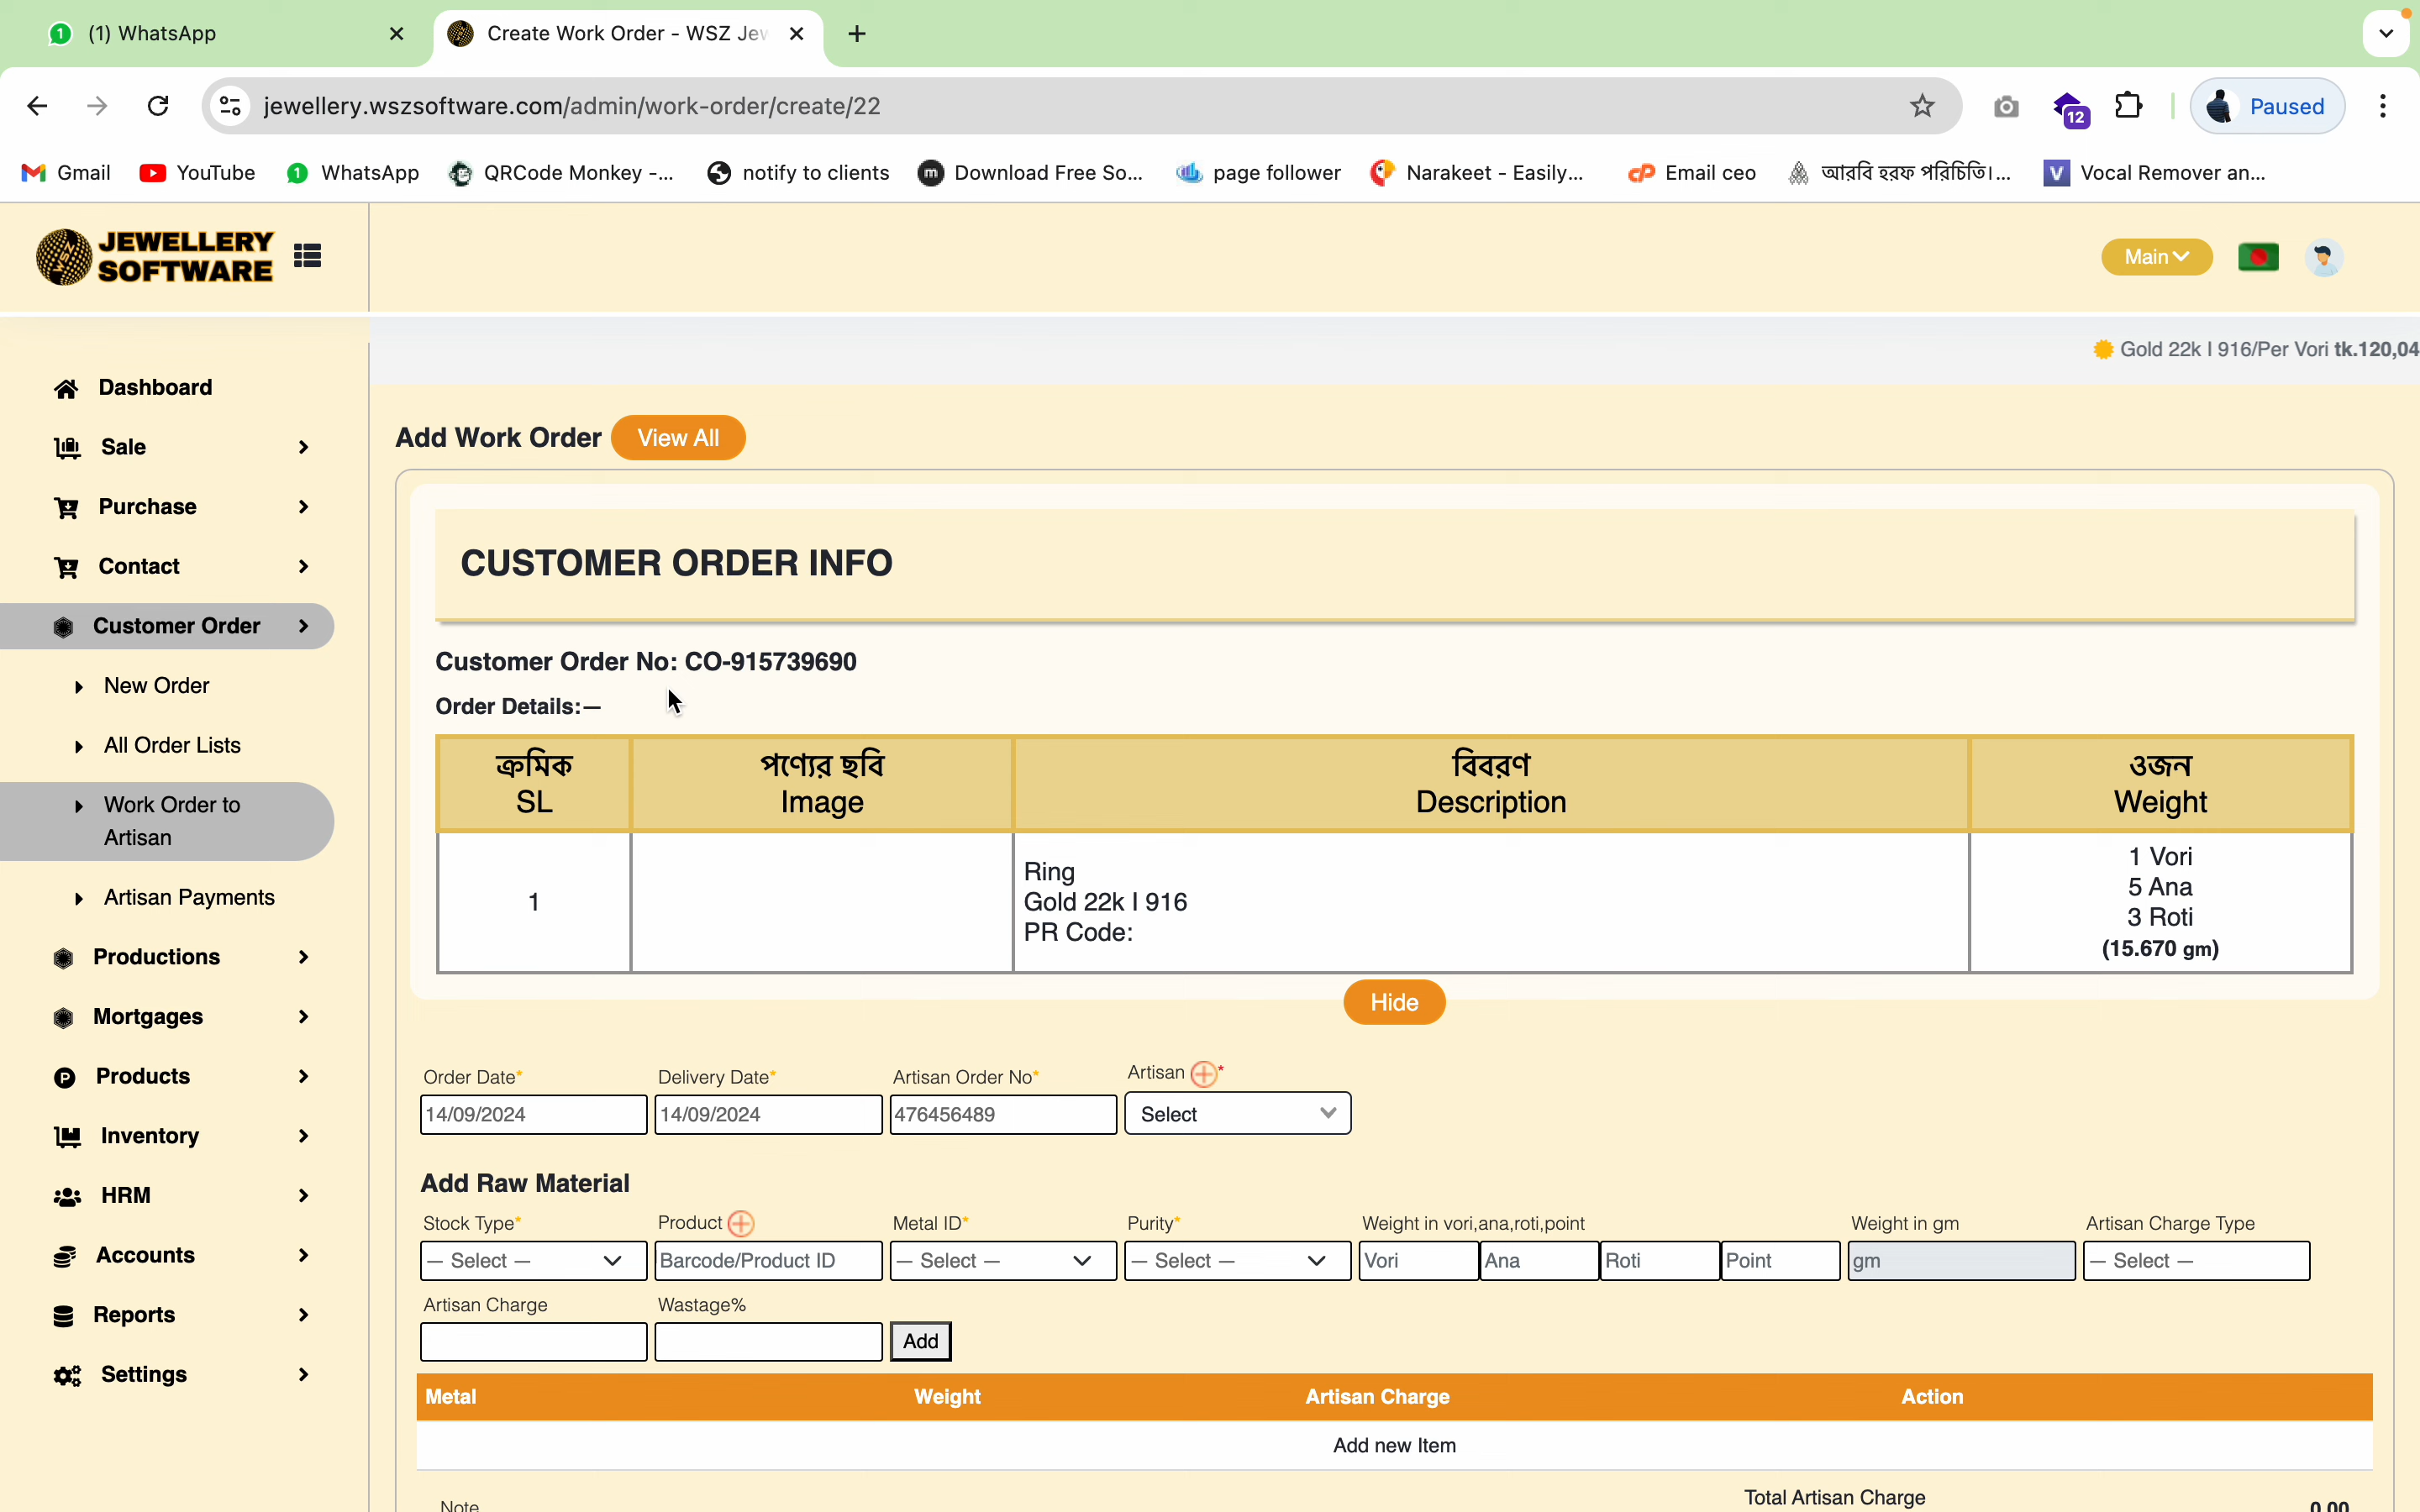 (1) WhatsApp
Create Work Order - WSZ Jew
jewellery.wszsoftware.com/admin/work-order/create/22
12
Paused
Gmail
YouTube
WhatsApp
QRCode Monkey -...
notify to clients
Download Free So...
page follower
Narakeet - Easily...
Email ceo
আরবি হরফ পরিচিতি।...
Vocal Remover an...
JEWELLERY
SOFTWARE
Main
Gold 22k | 916/Per Vori tk.120,04
Dashboard
Sale
Purchase
Contact
Customer Order
New Order
All Order Lists
Work Order to
Artisan
Artisan Payments
Productions
Mortgages
Products
Inventory
HRM
Accounts
Reports
Settings
Add Work Order
View All
CUSTOMER ORDER INFO
Customer Order No: CO-915739690
Order Details:—
ক্রমিক
SL
পণ্যের ছবি
Image
বিবরণ
Description
ওজন
Weight
1
Ring
Gold 22k | 916
PR Code:
1 Vori
5 Ana
3 Roti
(15.670 gm)
Hide
Order Date*
Delivery Date*
Artisan Order No*
Artisan *
14/09/2024
14/09/2024
476456489
Select
Add Raw Material
Stock Type*
Product
Metal ID*
Purity*
Weight in vori,ana,roti,point
Weight in gm
Artisan Charge Type
— Select —
Barcode/Product ID
— Select —
— Select —
Vori
Ana
Roti
Point
gm
— Select —
Artisan Charge
Wastage%
Add
Metal
Weight
Artisan Charge
Action
Add new Item
Note
Total Artisan Charge
0.00